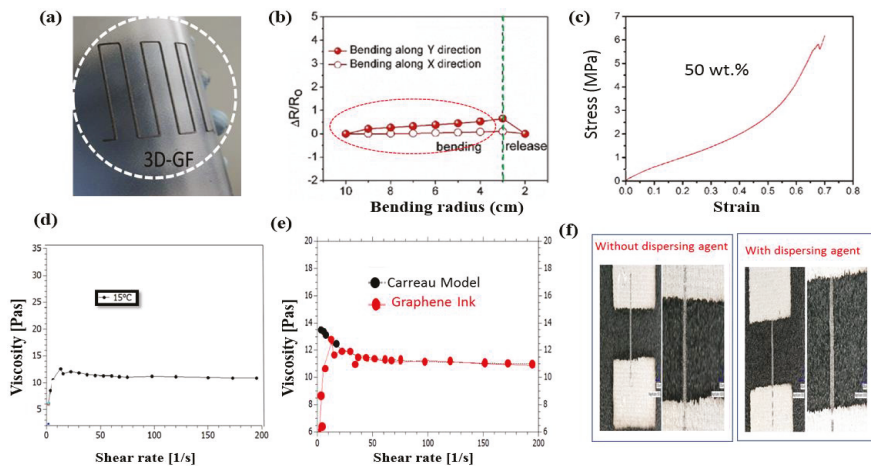 (a)
3D-GF
(b)
5
4
3
2
1
0
-1
-2
ΔR/R₀
Bending along Y direction
Bending along X direction
bending
release
10
8
6
4
2
Bending radius (cm)
(c)
7
6
5
4
3
2
1
0
Stress (MPa)
50 wt.%
0.0
0.1
0.2
0.3
0.4
0.5
0.6
0.7
0.8
Strain
(d)
35
30
25
20
15
10
5
2
Viscosity [Pas]
15°C
0
50
100
150
200
Shear rate [1/s]
(e)
20
18
16
14
12
10
8
6
Viscosity [Pas]
Carreau Model
Graphene Ink
20
18
16
14
12
10
8
6
0
50
100
150
200
Shear rate [1/s]
(f)
Without dispersing agent
With dispersing agent